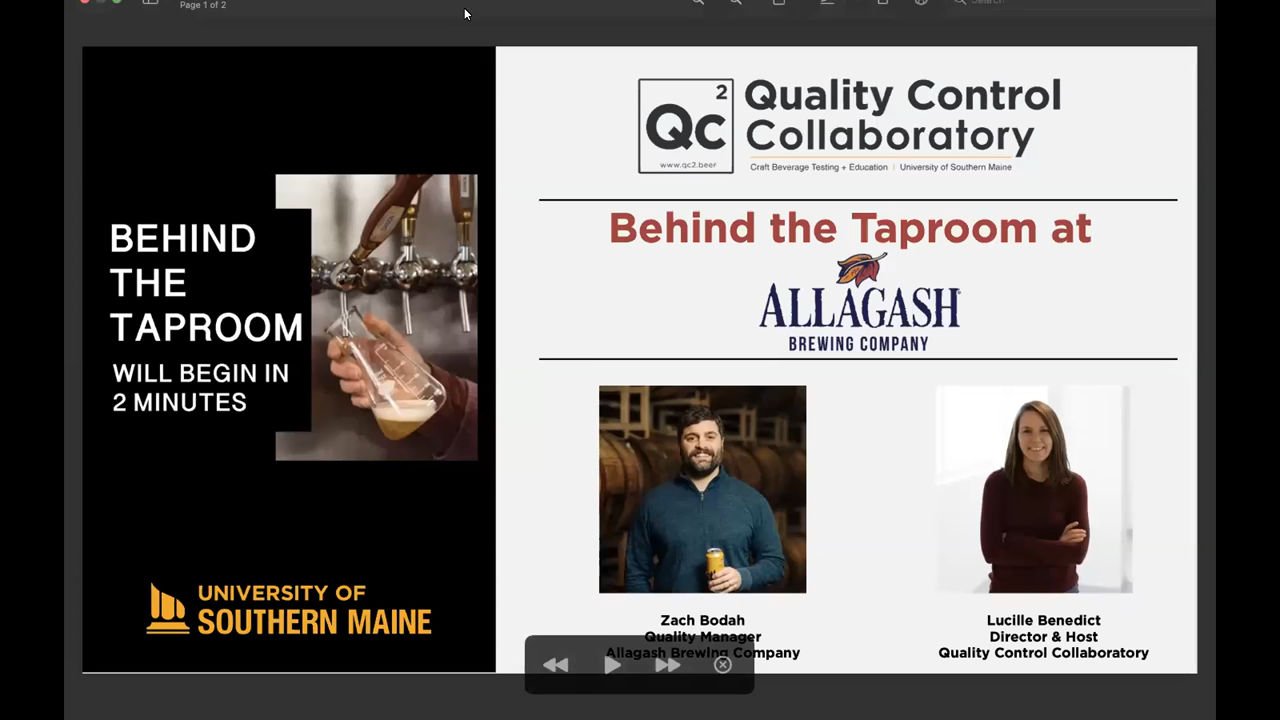 Page 1 of 2
Search
BEHIND
THE
TAPROOM
WILL BEGIN IN
2 MINUTES
UNIVERSITY OF
SOUTHERN MAINE
2
Qc
www.qc2.beer
Quality Control
Collaboratory
Craft Beverage Testing + Education | University of Southern Maine
Behind the Taproom at
ALLAGASH
BREWING COMPANY
Zach Bodah
Quality Manager
Allagash Brewing Company
Lucille Benedict
Director & Host
Quality Control Collaboratory